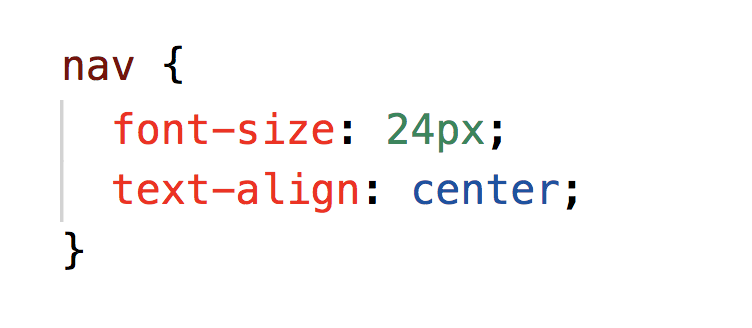 nav {
  font-size: 24px;
  text-align: center;
}